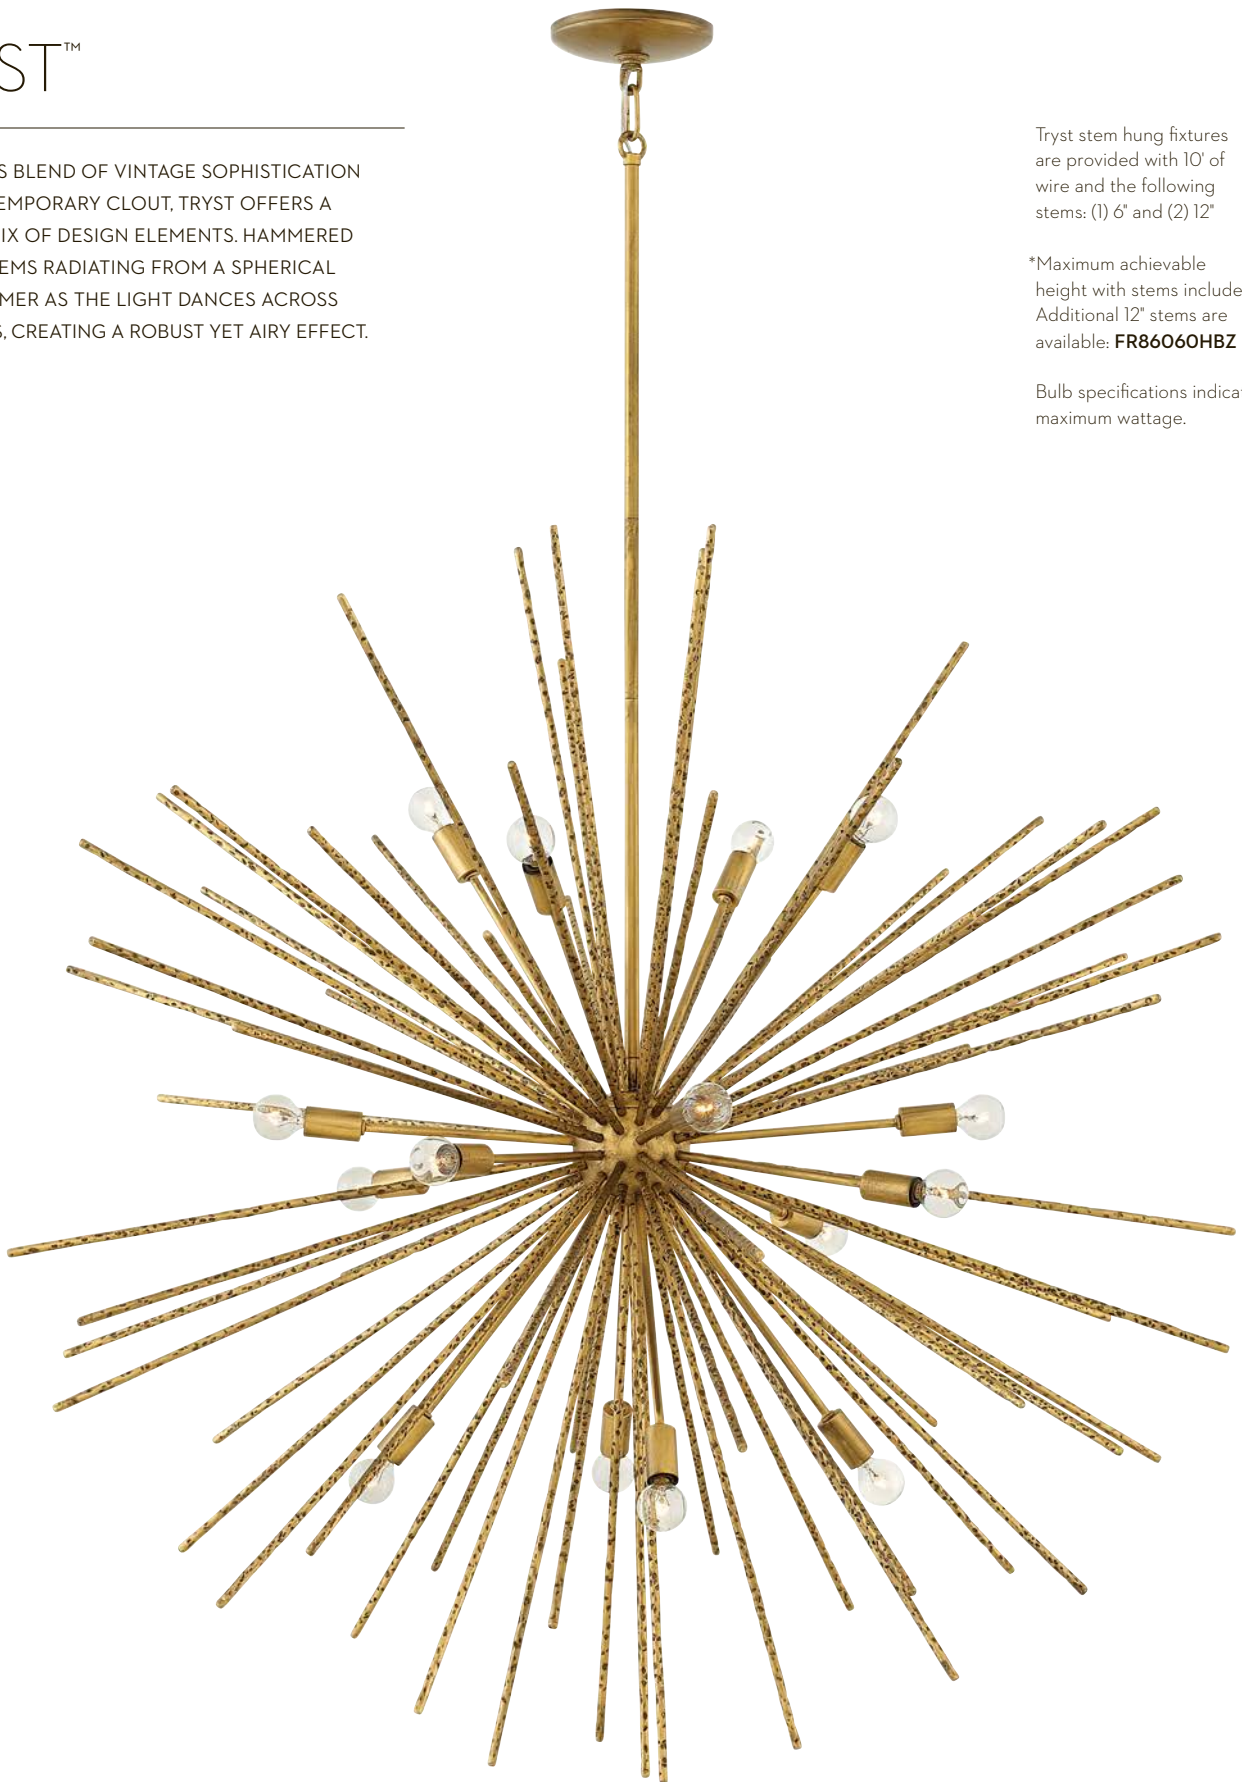 ST™
S BLEND OF VINTAGE SOPHISTICATION
EMPORARY CLOUT, TRYST OFFERS A
IX OF DESIGN ELEMENTS. HAMMERED
EMS RADIATING FROM A SPHERICAL
MER AS THE LIGHT DANCES ACROSS
S, CREATING A ROBUST YET AIRY EFFECT.
Tryst stem hung fixtures
are provided with 10' of
wire and the following
stems: (1) 6" and (2) 12"
*Maximum achievable
height with stems include
Additional 12" stems are
available: FR86060HBZ
Bulb specifications indica
maximum wattage.